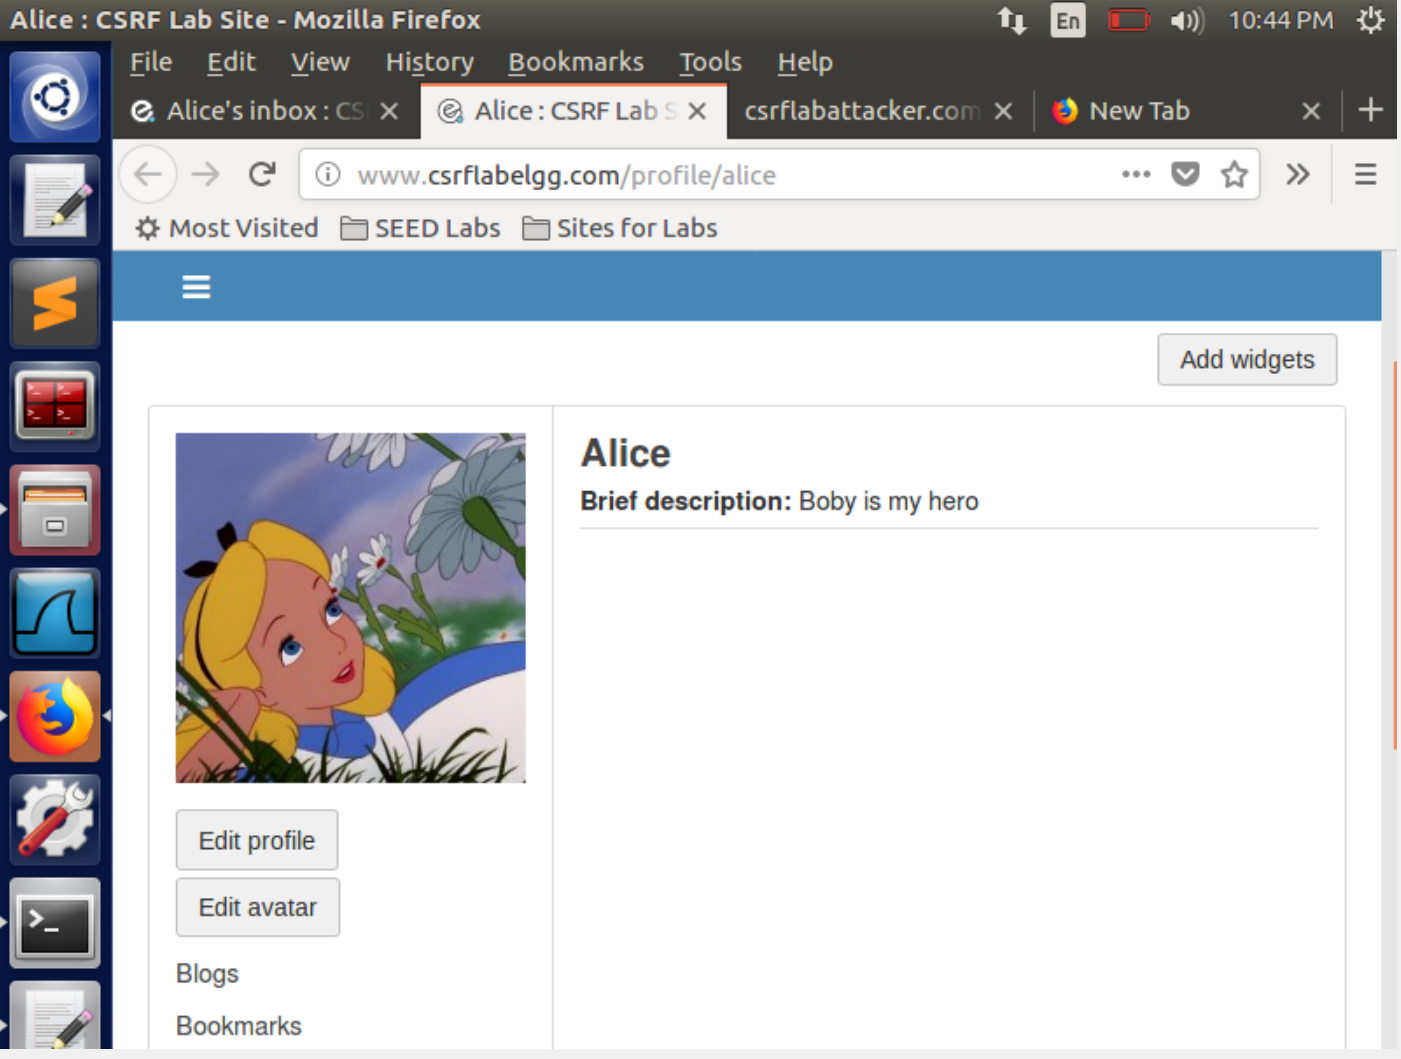 Alice : CSRF Lab Site - Mozilla Firefox En 10:44 PM
File Edit View History Bookmarks Tools Help
Alice's inbox : CS Alice : CSRF Lab S csrflabattacker.com New Tab
www.csrflabelgg.com/profile/alice
Most Visited SEED Labs Sites for Labs
Add widgets
Alice
Brief description: Boby is my hero
Edit profile
Edit avatar
Blogs
Bookmarks